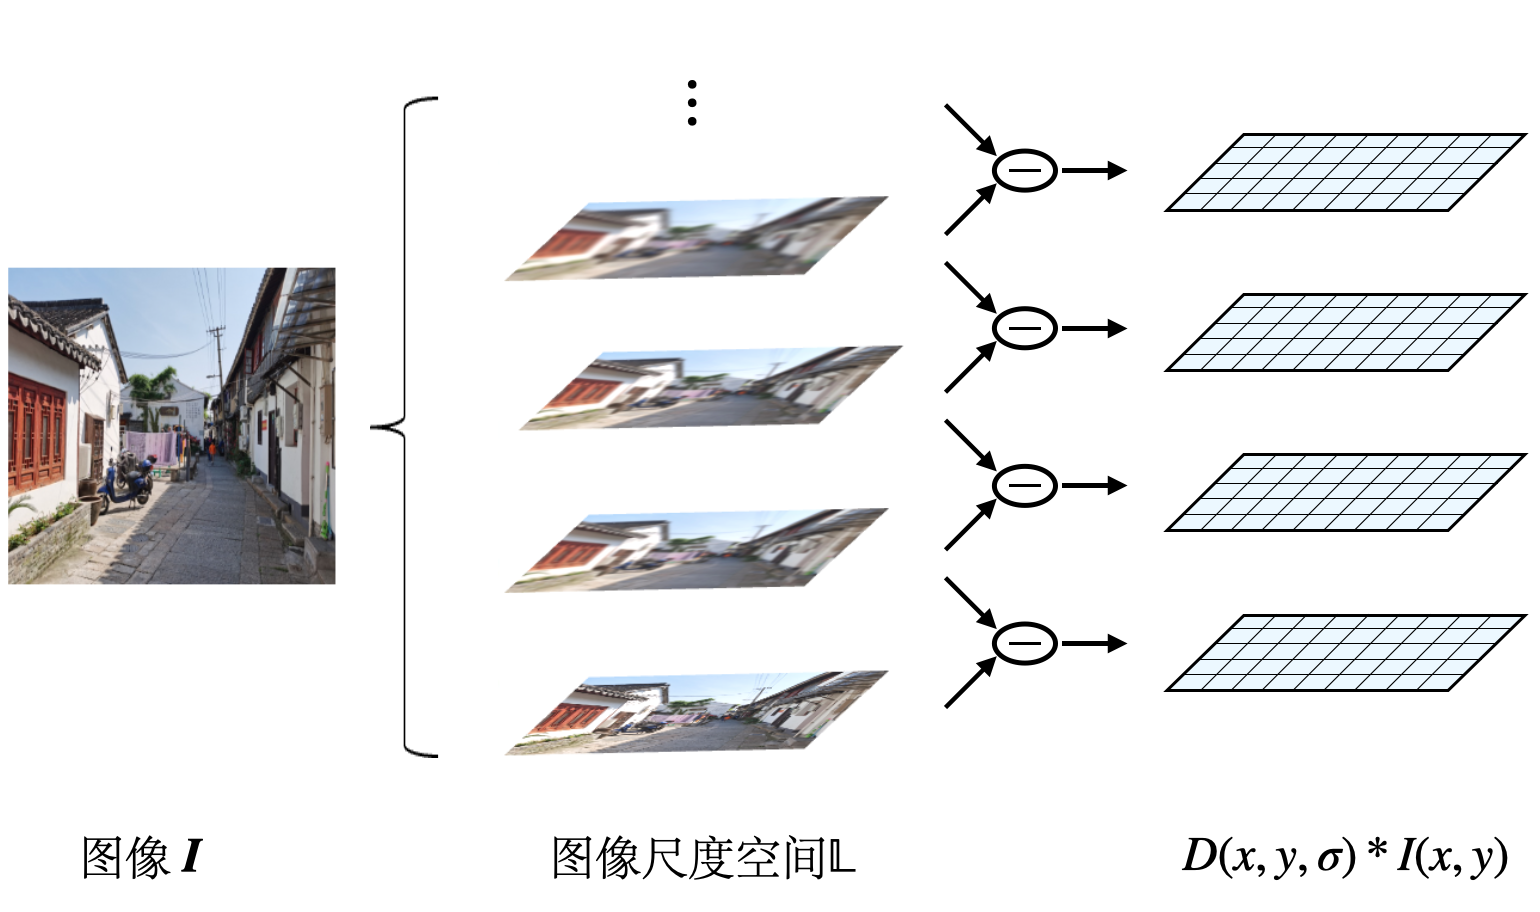 图像 I
图像尺度空间𝕃
D(x, y, σ) * I(x, y)